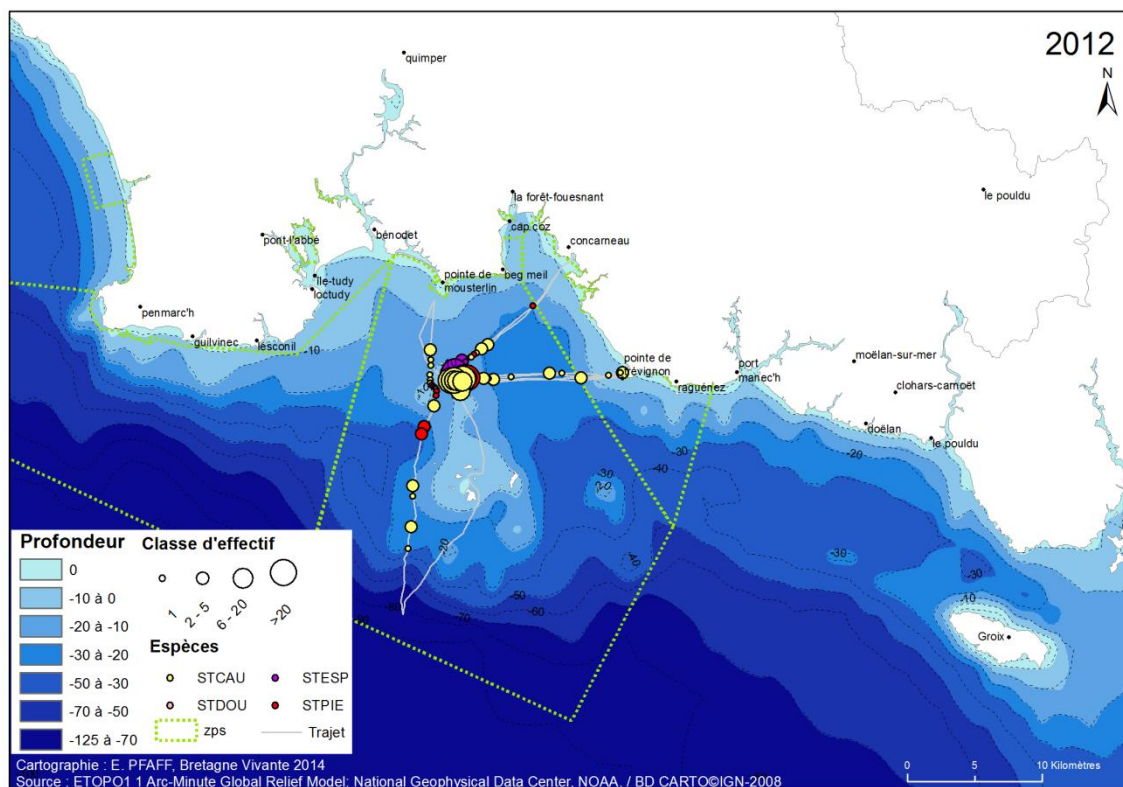 2012
N
quimper
la forêt-fouesnant
le pouldu
cap coz
pont-l'abbé
bénodet
concarneau
île-tudy
loctudy
pointe de
mousterlin
beg meil
penmarc'h
guilvinec
lesconil
-10
pointe de
trévignon
port
manec'h
moëlan-sur-mer
raguénez
clohars-carnoët
doëlan
le pouldu
-30
-40
-20
-30
-20
-40
-30
-30
-10
-50
-60
-70
-20
Groix
Profondeur
0
-10 à 0
-20 à -10
-30 à -20
-50 à -30
-70 à -50
-125 à -70
Classe d'effectif
1
2 - 5
6 - 20
>20
Espèces
STCAU
STESP
STDOU
STPIE
zps
Trajet
Cartographie : E. PFAFF, Bretagne Vivante 2014
Source : ETOPO1 1 Arc-Minute Global Relief Model; National Geophysical Data Center, NOAA. / BD CARTO©IGN-2008
0 5 10 Kilomètres